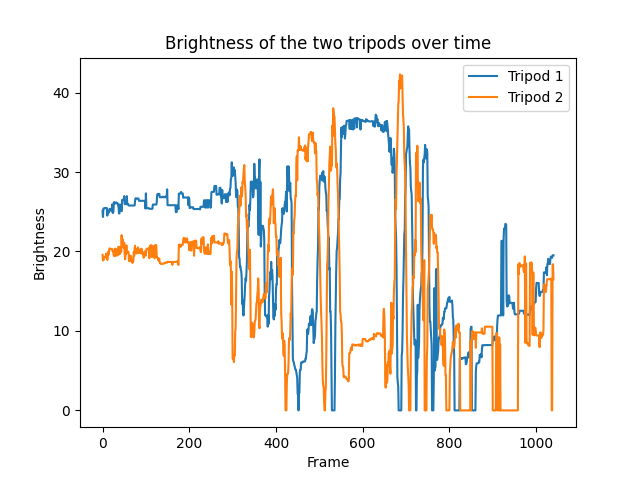 Brightness of the two tripods over time
Tripod 1
Tripod 2
40
30
20
10
0
Brightness
0 200 400 600 800 1000
Frame